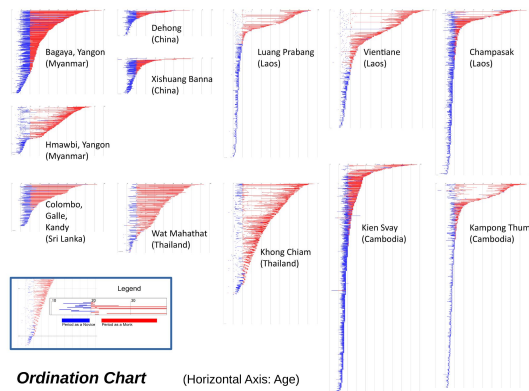 Bagaya, Yangon
(Myanmar)
Dehong
(China)
Xishuang Banna
(China)
Luang Prabang
(Laos)
Vientiane
(Laos)
Champasak
(Laos)
Hmawbi, Yangon
(Myanmar)
Colombo,
Galle,
Kandy
(Sri Lanka)
Wat Mahathat
(Thailand)
Khong Chiam
(Thailand)
Kien Svay
(Cambodia)
Kampong Thum
(Cambodia)
Legend
10 20 30
Period as a Novice Period as a Monk
Ordination Chart (Horizontal Axis: Age)